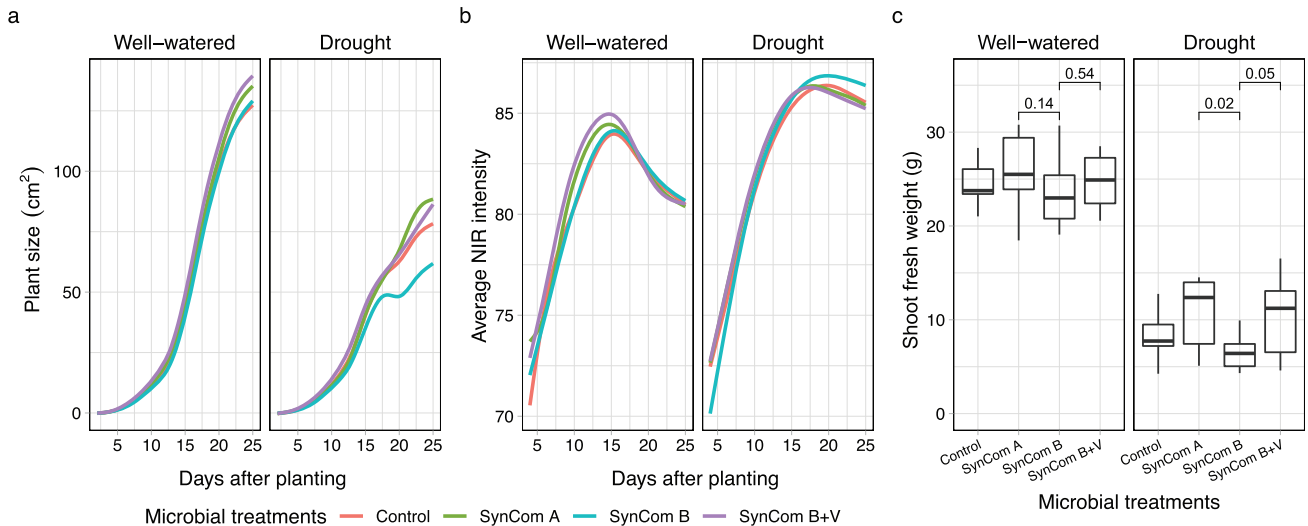 a
Well−watered
Drought
Plant size (cm²)
100
50
0
5 10 15 20 25
5 10 15 20 25
Days after planting
b
Well−watered
Drought
Average NIR intensity
85
80
75
70
5 10 15 20 25
5 10 15 20 25
Days after planting
c
Well−watered
Drought
Shoot fresh weight (g)
30
20
10
0
0.54
0.14
0.05
0.02
Control
SynCom A
SynCom B
SynCom B+V
Control
SynCom A
SynCom B
SynCom B+V
Microbial treatments
Microbial treatments Control SynCom A SynCom B SynCom B+V